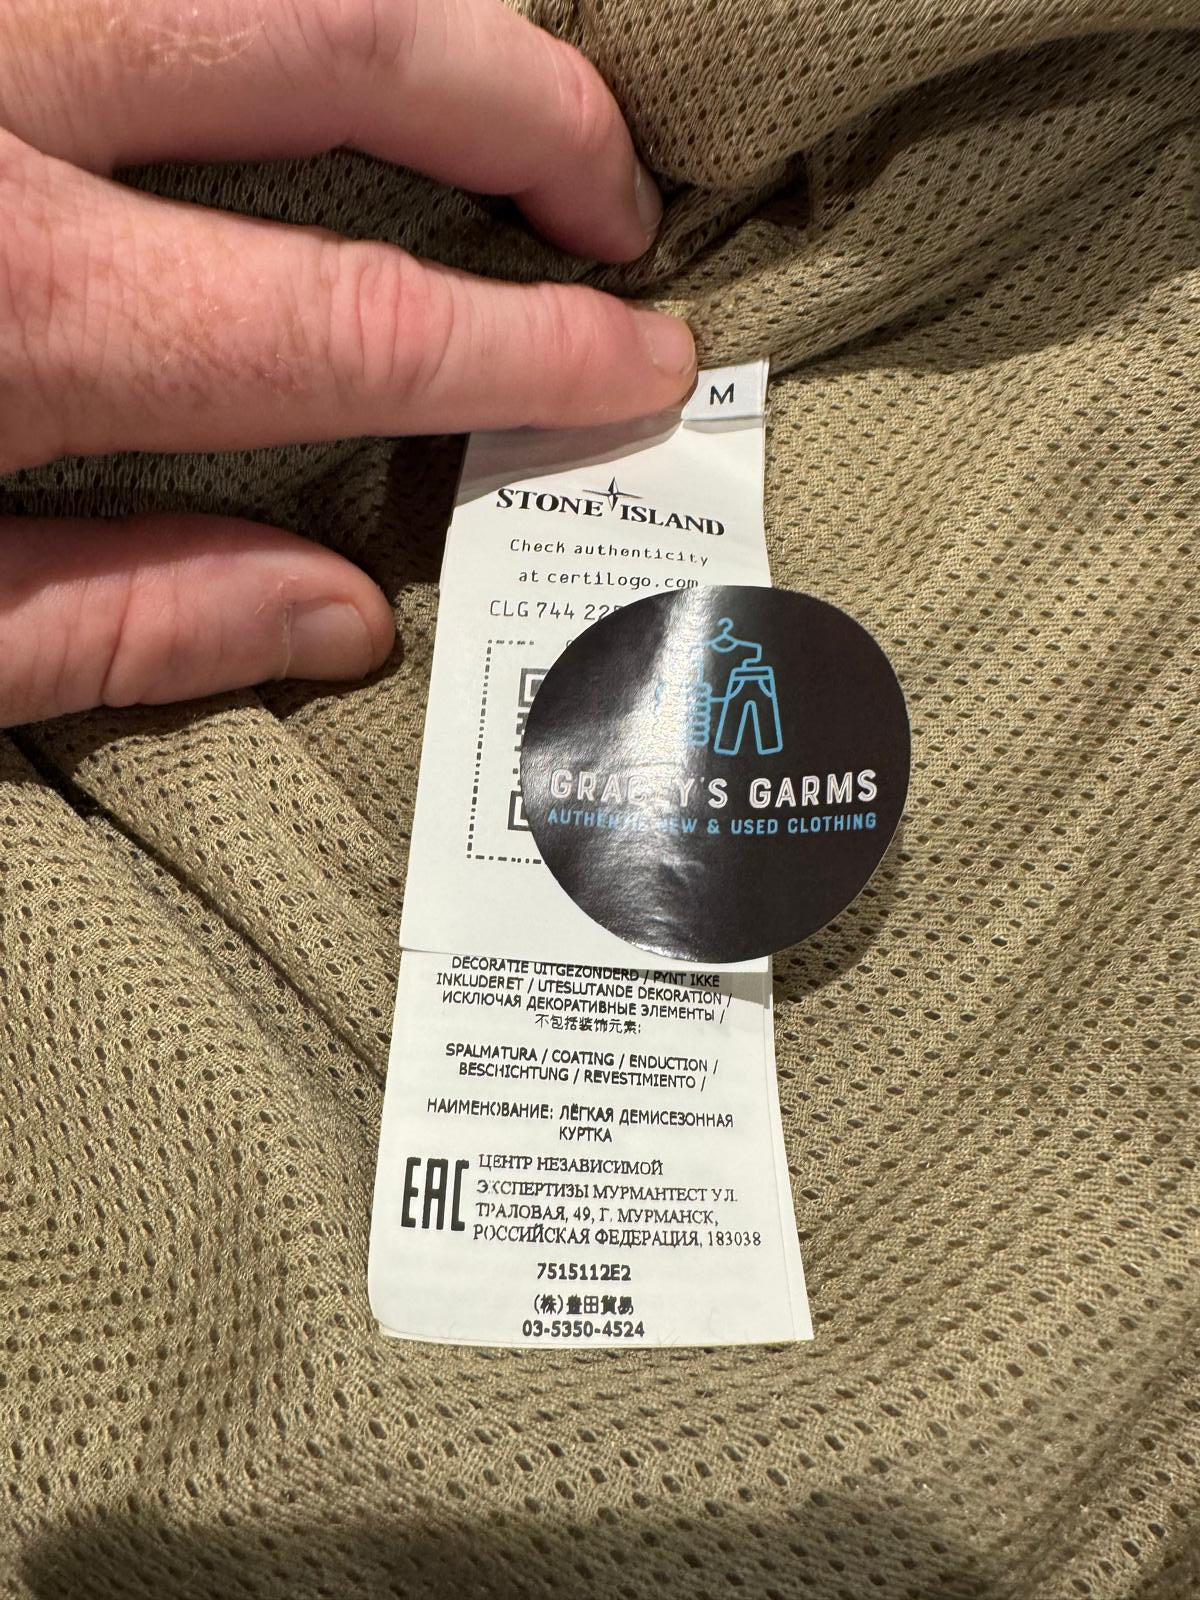 M
STONE ISLAND
Check authenticity
at certilogo.com
CLG 744 22
GRACEY'S GARMS
AUTHENTIC NEW & USED CLOTHING
DECORATIE UITGEZONDERD / PYNT IKKE
INKLUDERET / UTESLUTANDE DEKORATION /
ИСКЛЮЧАЯ ДЕКОРАТИВНЫЕ ЭЛЕМЕНТЫ /
不包括装饰元素:
SPALMATURA / COATING / ENDUCTION /
BESCHICHTUNG / REVESTIMIENTO /
НАИМЕНОВАНИЕ: ЛЁГКАЯ ДЕМИСЕЗОННАЯ
КУРТКА
EAC
ЦЕНТР НЕЗАВИСИМОЙ
ЭКСПЕРТИЗЫ МУРМАНТЕСТ УЛ.
ТРАЛОВАЯ, 49, Г. МУРМАНСК,
РОССИЙСКАЯ ФЕДЕРАЦИЯ, 183038
7515112E2
(株)豊田貿易
03-5350-4524